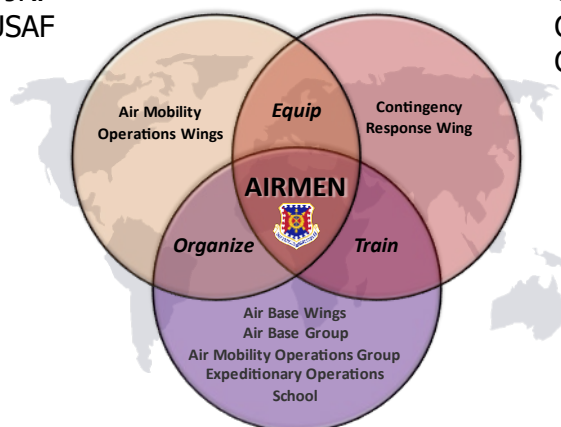 USAF
Air Mobility
Operations Wings
Equip
Contingency
Response Wing
AIRMEN
Organize
Train
Air Base Wings
Air Base Group
Air Mobility Operations Group
Expeditionary Operations
School